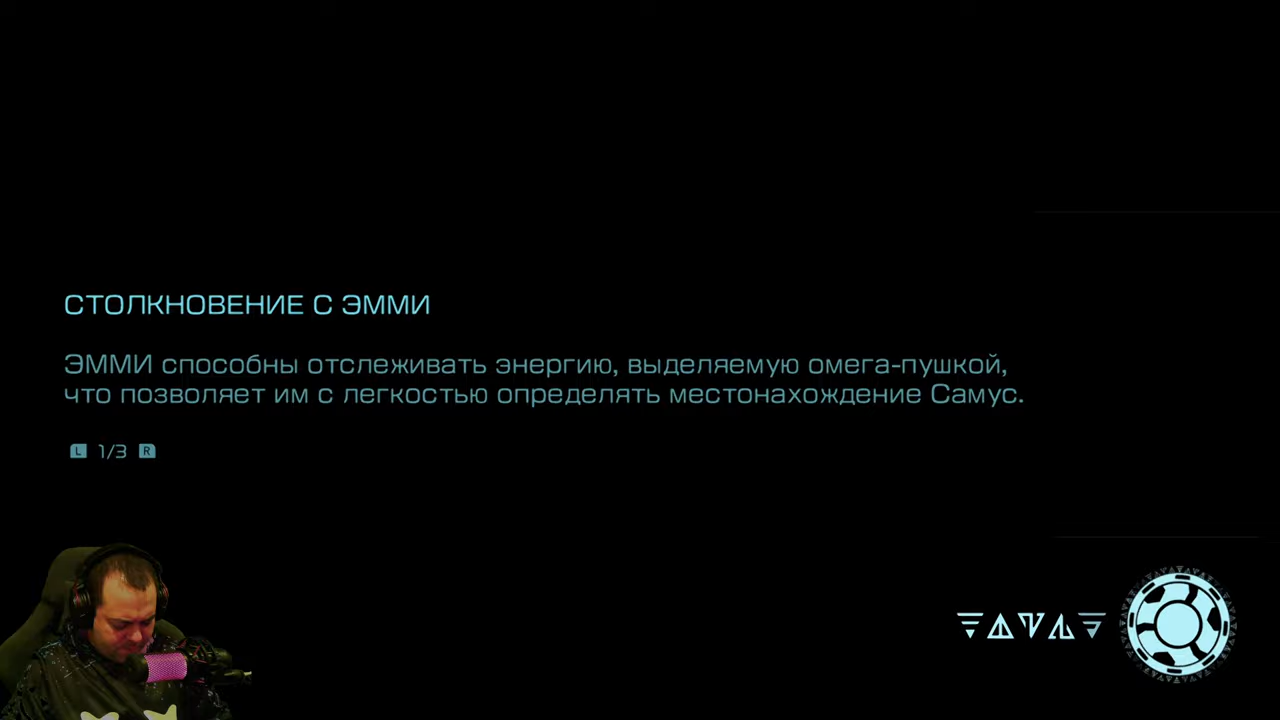 СТОЛКНОВЕНИЕ С ЭММИ
ЭММИ способны отслеживать энергию, выделяемую омега-пушкой,
что позволяет им с легкостью определять местонахождение Самус.
L 1/3 R